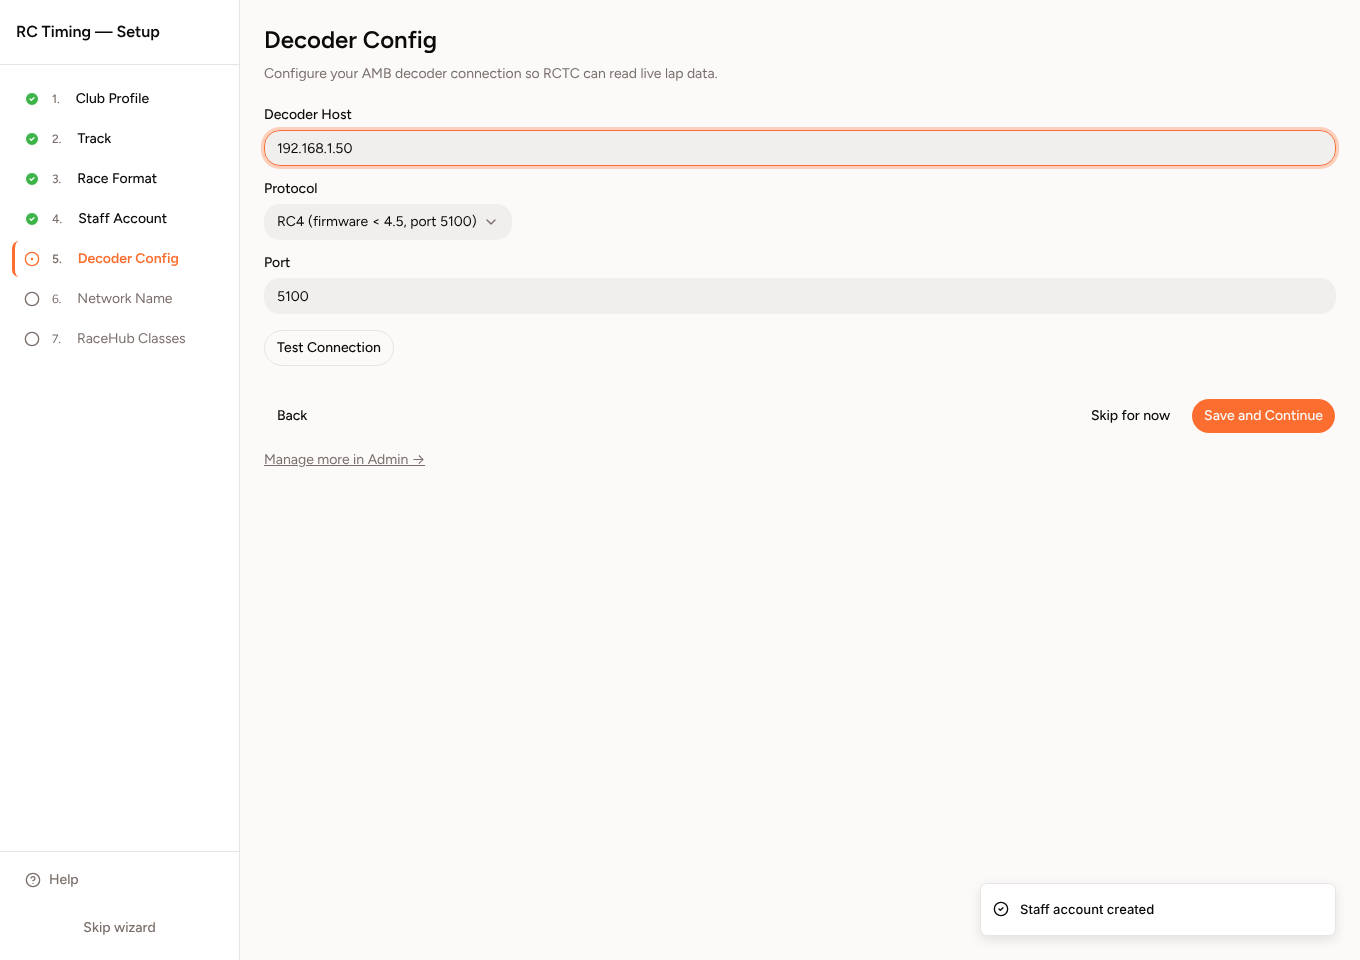 RC Timing — Setup
1. Club Profile
2. Track
3. Race Format
4. Staff Account
5. Decoder Config
6. Network Name
7. RaceHub Classes
Help
Skip wizard
Decoder Config
Configure your AMB decoder connection so RCTC can read live lap data.
Decoder Host
192.168.1.50
Protocol
RC4 (firmware < 4.5, port 5100)
Port
5100
Test Connection
Back
Skip for now
Save and Continue
Manage more in Admin →
Staff account created